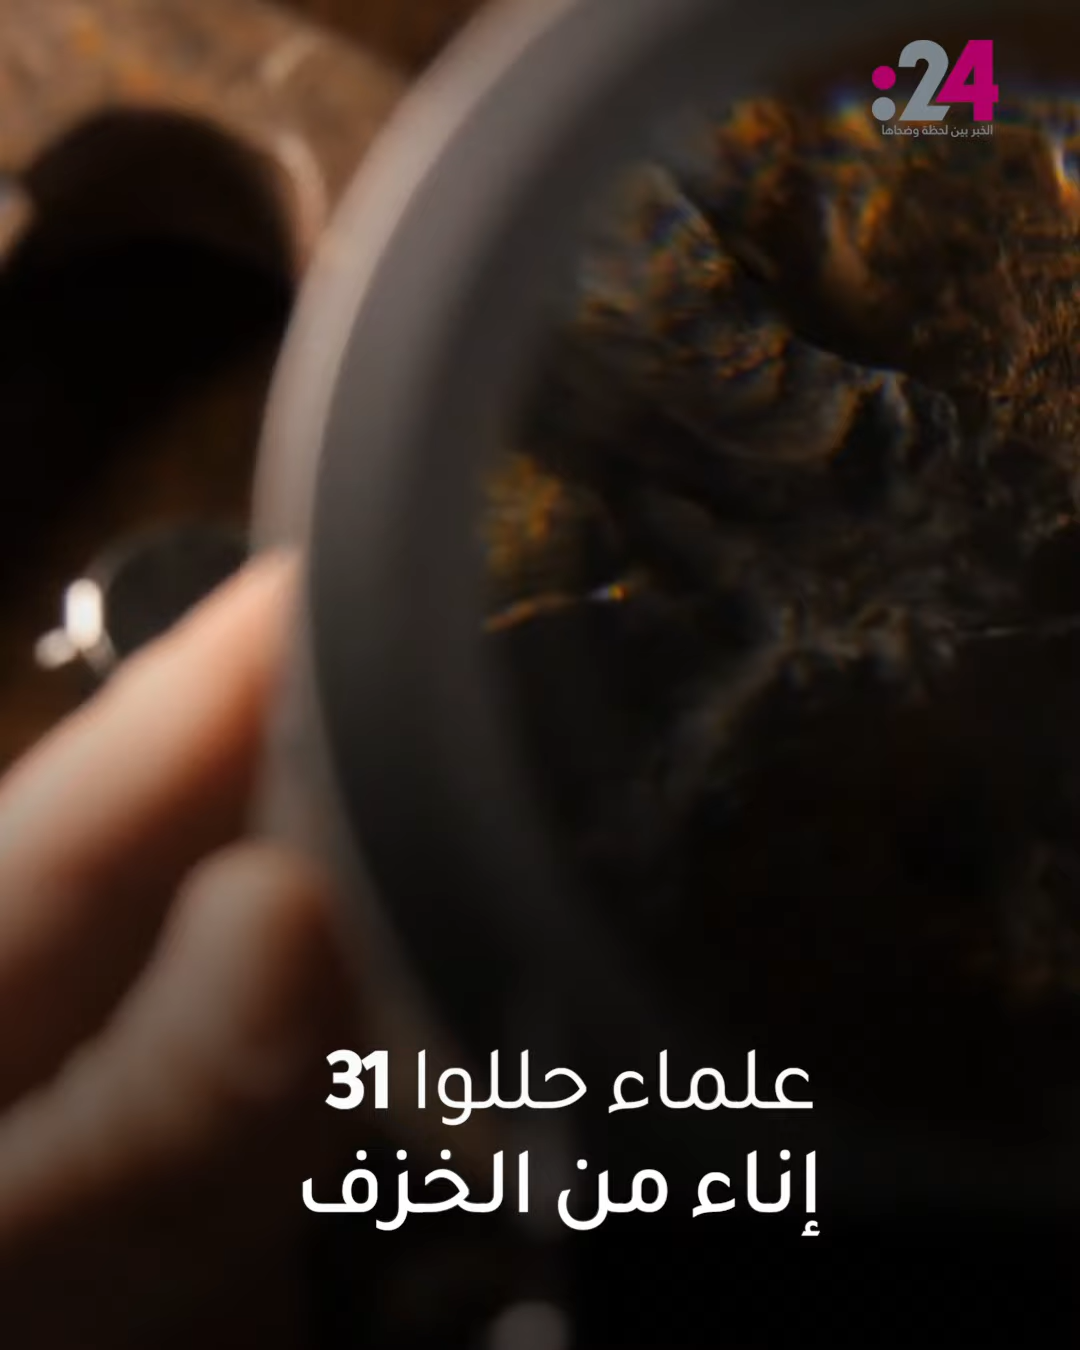 :24
الخبر بين لحظة وضحاها
علماء حللوا 31
إناء من الخزف